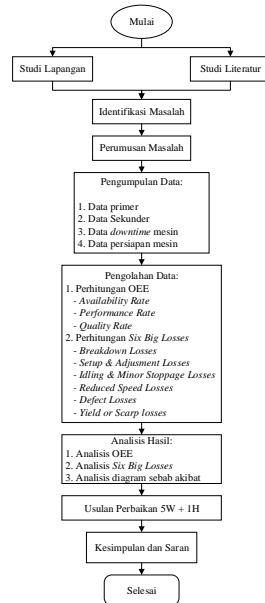 Mulai
Studi Lapangan
Studi Literatur
Identifikasi Masalah
Perumusan Masalah
Pengumpulan Data:
1. Data primer
2. Data Sekunder
3. Data downtime mesin
4. Data persiapan mesin
Pengolahan Data:
1. Perhitungan OEE
- Availability Rate
- Performance Rate
- Quality Rate
2. Perhitungan Six Big Losses
- Breakdown Losses
- Setup & Adjusment Losses
- Idling & Minor Stoppage Losses
- Reduced Speed Losses
- Defect Losses
- Yield or Scarp losses
Analisis Hasil:
1. Analisis OEE
2. Analisis Six Big Losses
3. Analisis diagram sebab akibat
Usulan Perbaikan 5W + 1H
Kesimpulan dan Saran
Selesai